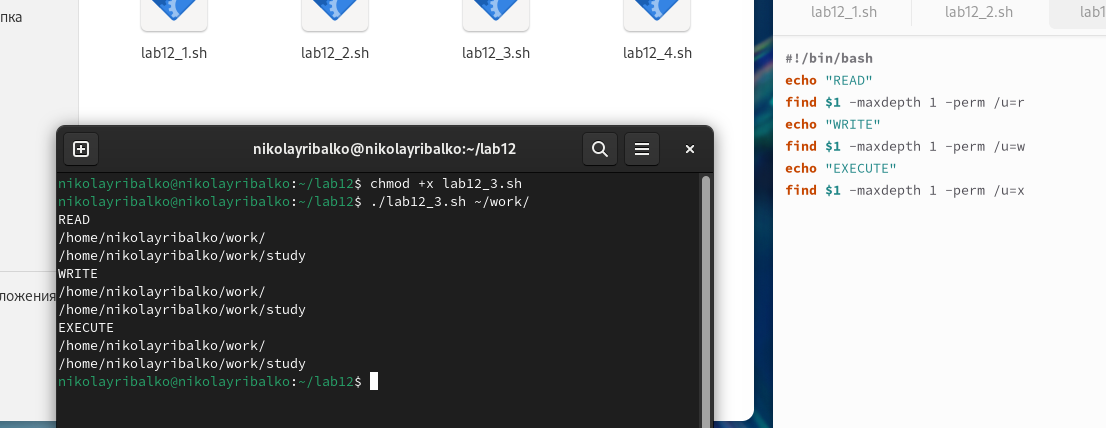 пка
lab12_1.sh
lab12_2.sh
lab12_3.sh
lab12_4.sh
ложения
nikolayribalko@nikolayribalko:~/lab12
nikolayribalko@nikolayribalko:~/lab12$ chmod +x lab12_3.sh
nikolayribalko@nikolayribalko:~/lab12$ ./lab12_3.sh ~/work/
READ
/home/nikolayribalko/work/
/home/nikolayribalko/work/study
WRITE
/home/nikolayribalko/work/
/home/nikolayribalko/work/study
EXECUTE
/home/nikolayribalko/work/
/home/nikolayribalko/work/study
nikolayribalko@nikolayribalko:~/lab12$
lab12_1.sh
lab12_2.sh
lab1
#!/bin/bash
echo "READ"
find $1 -maxdepth 1 -perm /u=r
echo "WRITE"
find $1 -maxdepth 1 -perm /u=w
echo "EXECUTE"
find $1 -maxdepth 1 -perm /u=x